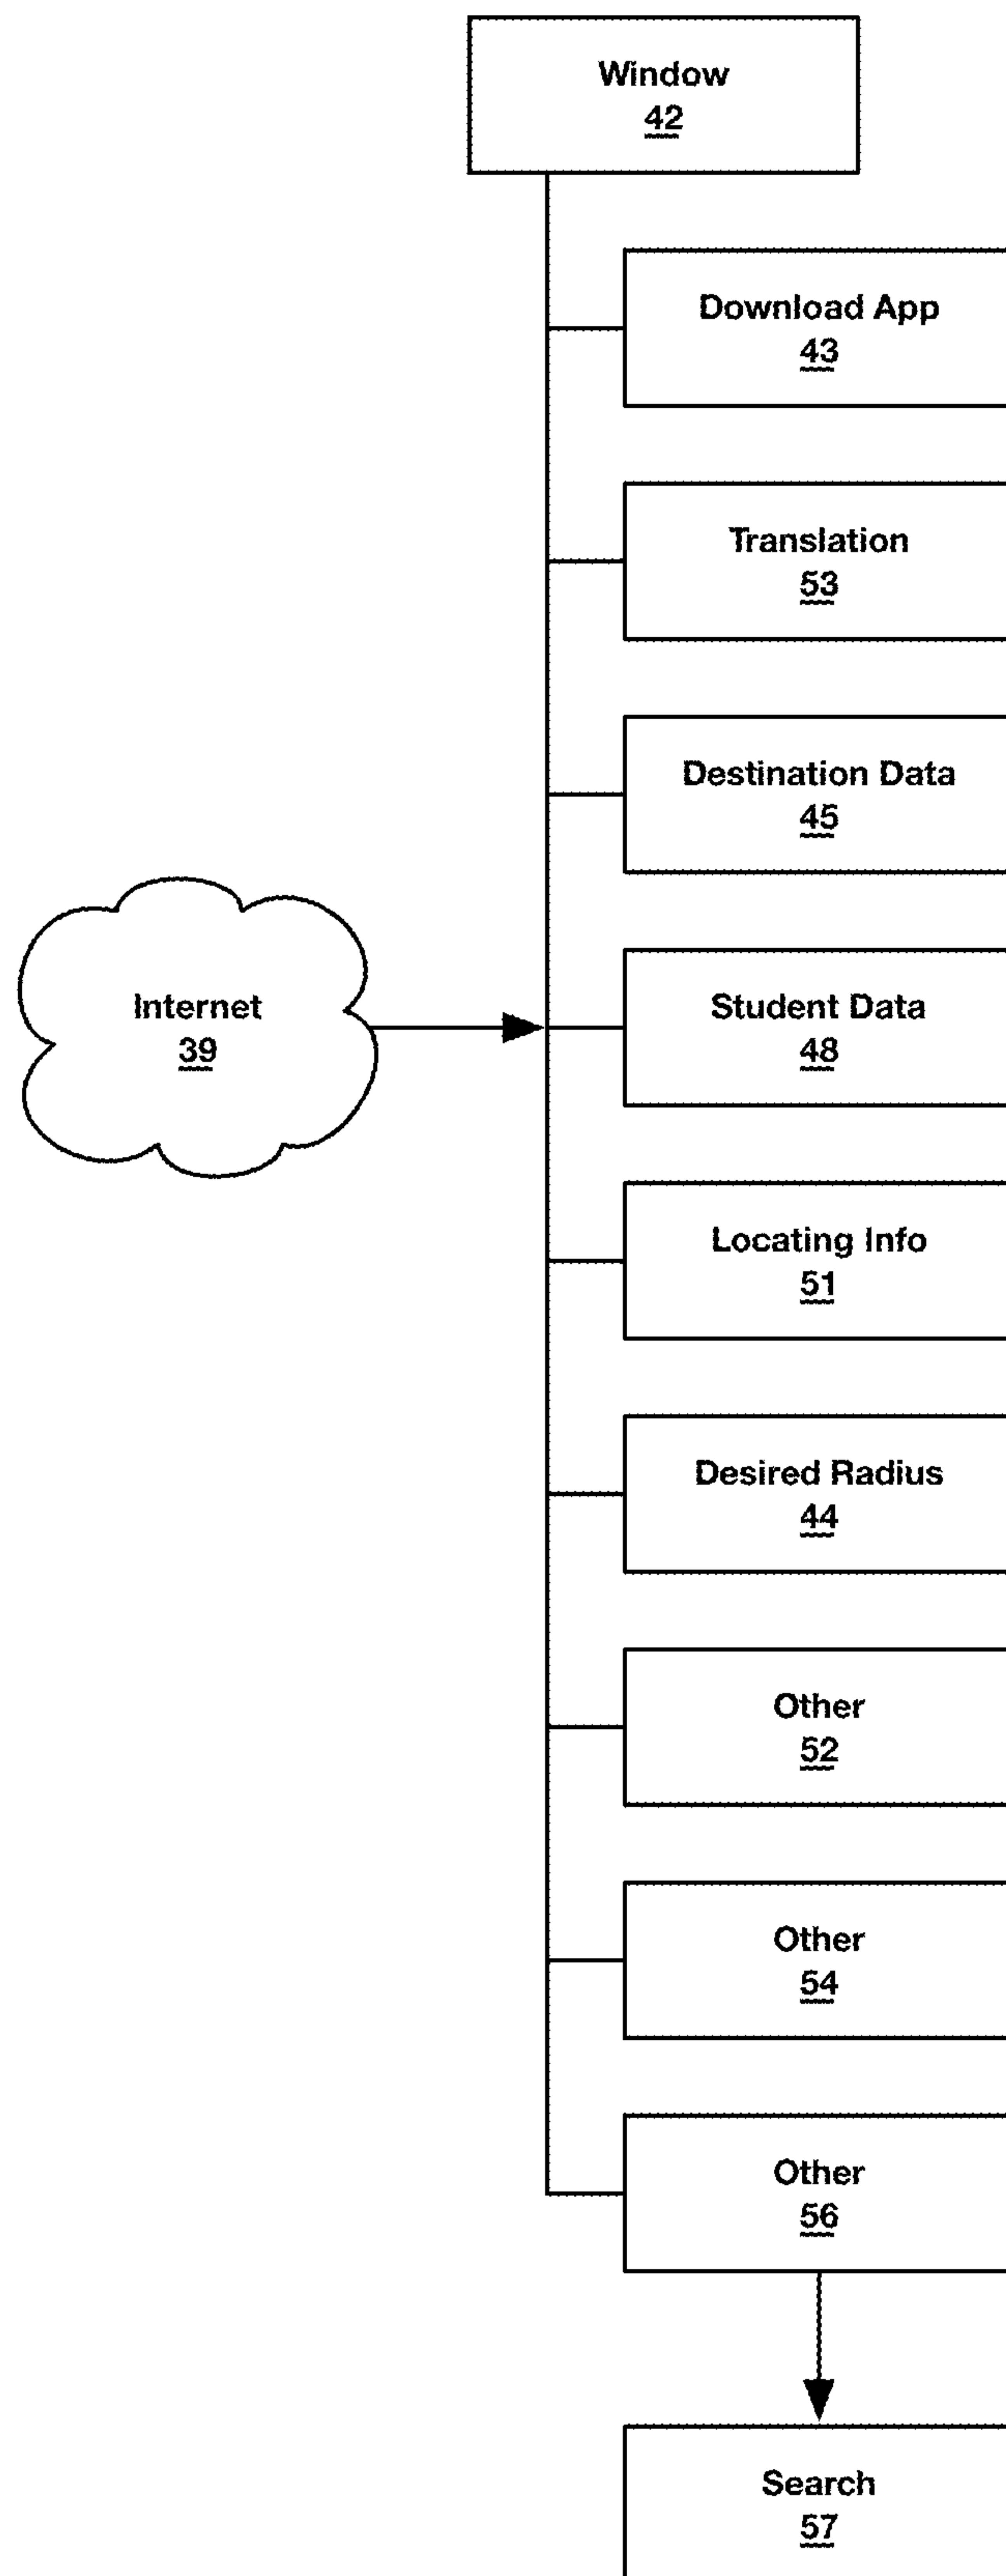 Window
42
Download App
43
Translation
53
Destination Data
45
Internet
39
Student Data
48
Locating Info
51
Desired Radius
44
Other
52
Other
54
Other
56
Search
57